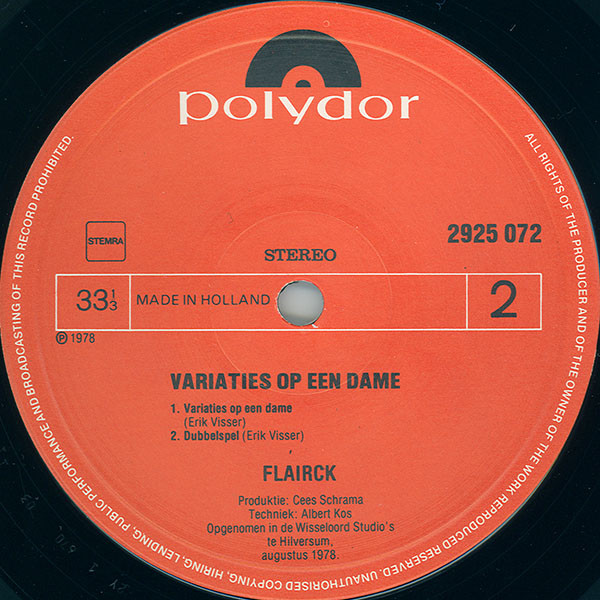 polydor
STEMRA
2925 072
STEREO
33 1/3
MADE IN HOLLAND
2
℗ 1978
VARIATIES OP EEN DAME
1. Variaties op een dame
(Erik Visser)
2. Dubbelspel (Erik Visser)
FLAIRCK
Produktie: Cees Schrama
Techniek: Albert Kos
Opgenomen in de Wisseloord Studio's
te Hilversum,
augustus 1978.
ALL RIGHTS OF THE PRODUCER AND OF THE OWNER OF THE WORK REPRODUCED RESERVED. UNAUTHORISED COPYING, HIRING, LENDING, PUBLIC PERFORMANCE AND BROADCASTING OF THIS RECORD PROHIBITED.